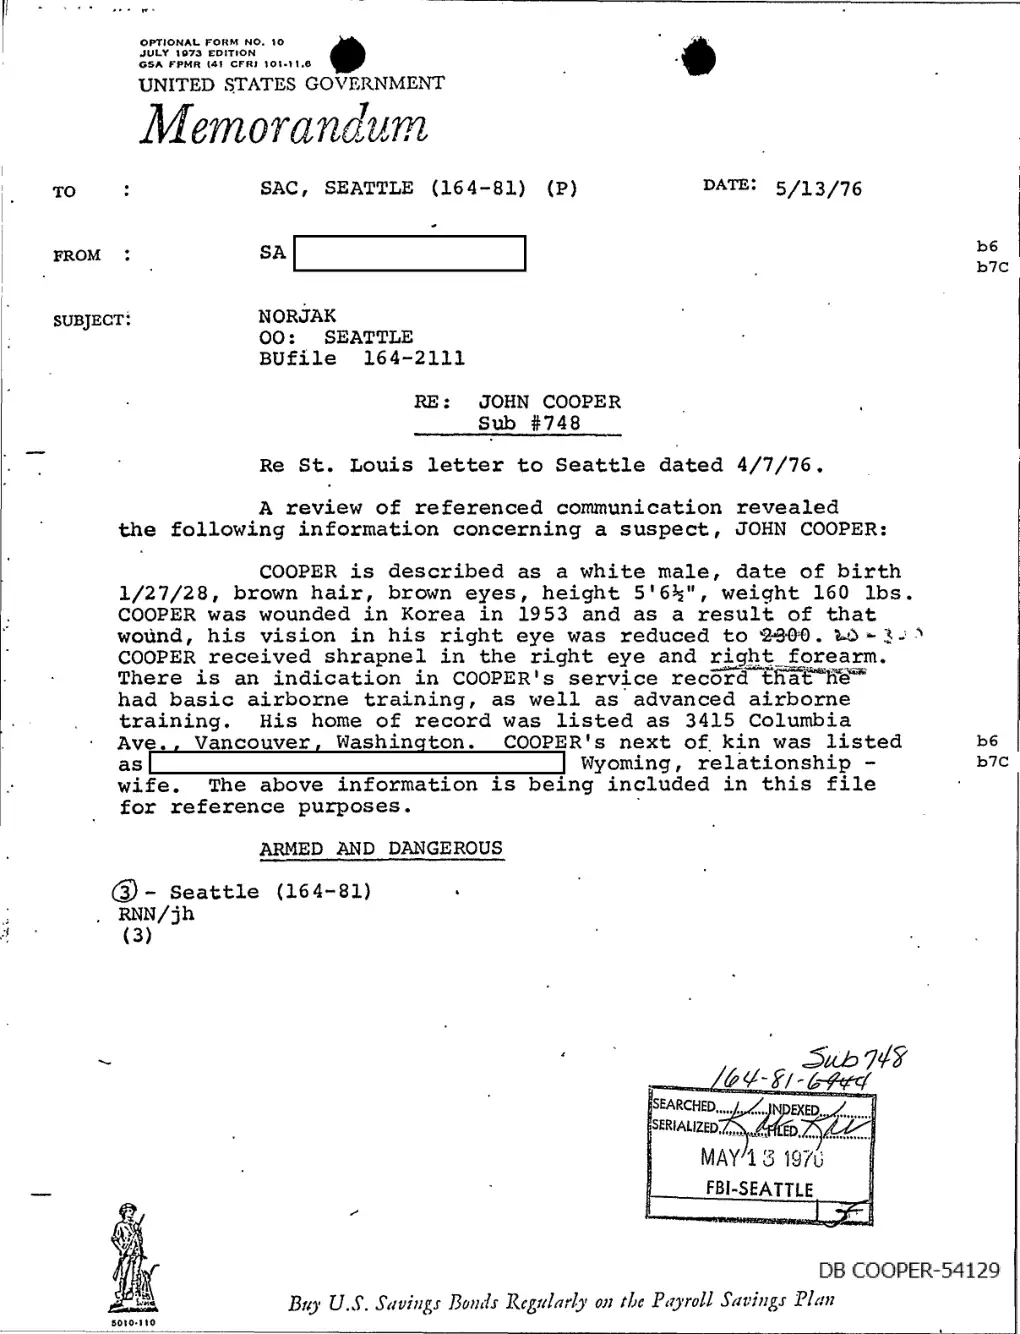 OPTIONAL FORM NO. 10
JULY 1973 EDITION
GSA FPMR (41 CFR) 101-11.6
UNITED STATES GOVERNMENT
Memorandum
TO : SAC, SEATTLE (164-81) (P) DATE: 5/13/76
FROM : SA b6
b7C
SUBJECT: NORJAK
OO: SEATTLE
BUfile 164-2111
RE: JOHN COOPER
Sub #748
Re St. Louis letter to Seattle dated 4/7/76.
A review of referenced communication revealed
the following information concerning a suspect, JOHN COOPER:
COOPER is described as a white male, date of birth
1/27/28, brown hair, brown eyes, height 5'6½", weight 160 lbs.
COOPER was wounded in Korea in 1953 and as a result of that
wound, his vision in his right eye was reduced to 2300.
COOPER received shrapnel in the right eye and right forearm.
There is an indication in COOPER's service record that he
had basic airborne training, as well as advanced airborne
training. His home of record was listed as 3415 Columbia
Ave., Vancouver, Washington. COOPER's next of kin was listed b6
as Wyoming, relationship - b7C
wife. The above information is being included in this file
for reference purposes.
ARMED AND DANGEROUS
3 - Seattle (164-81)
RNN/jh
(3)
Sub 748
164-81-6944
SEARCHED INDEXED
SERIALIZED FILED
MAY 13 1976
FBI-SEATTLE
DB COOPER-54129
Buy U.S. Savings Bonds Regularly on the Payroll Savings Plan
5010-110